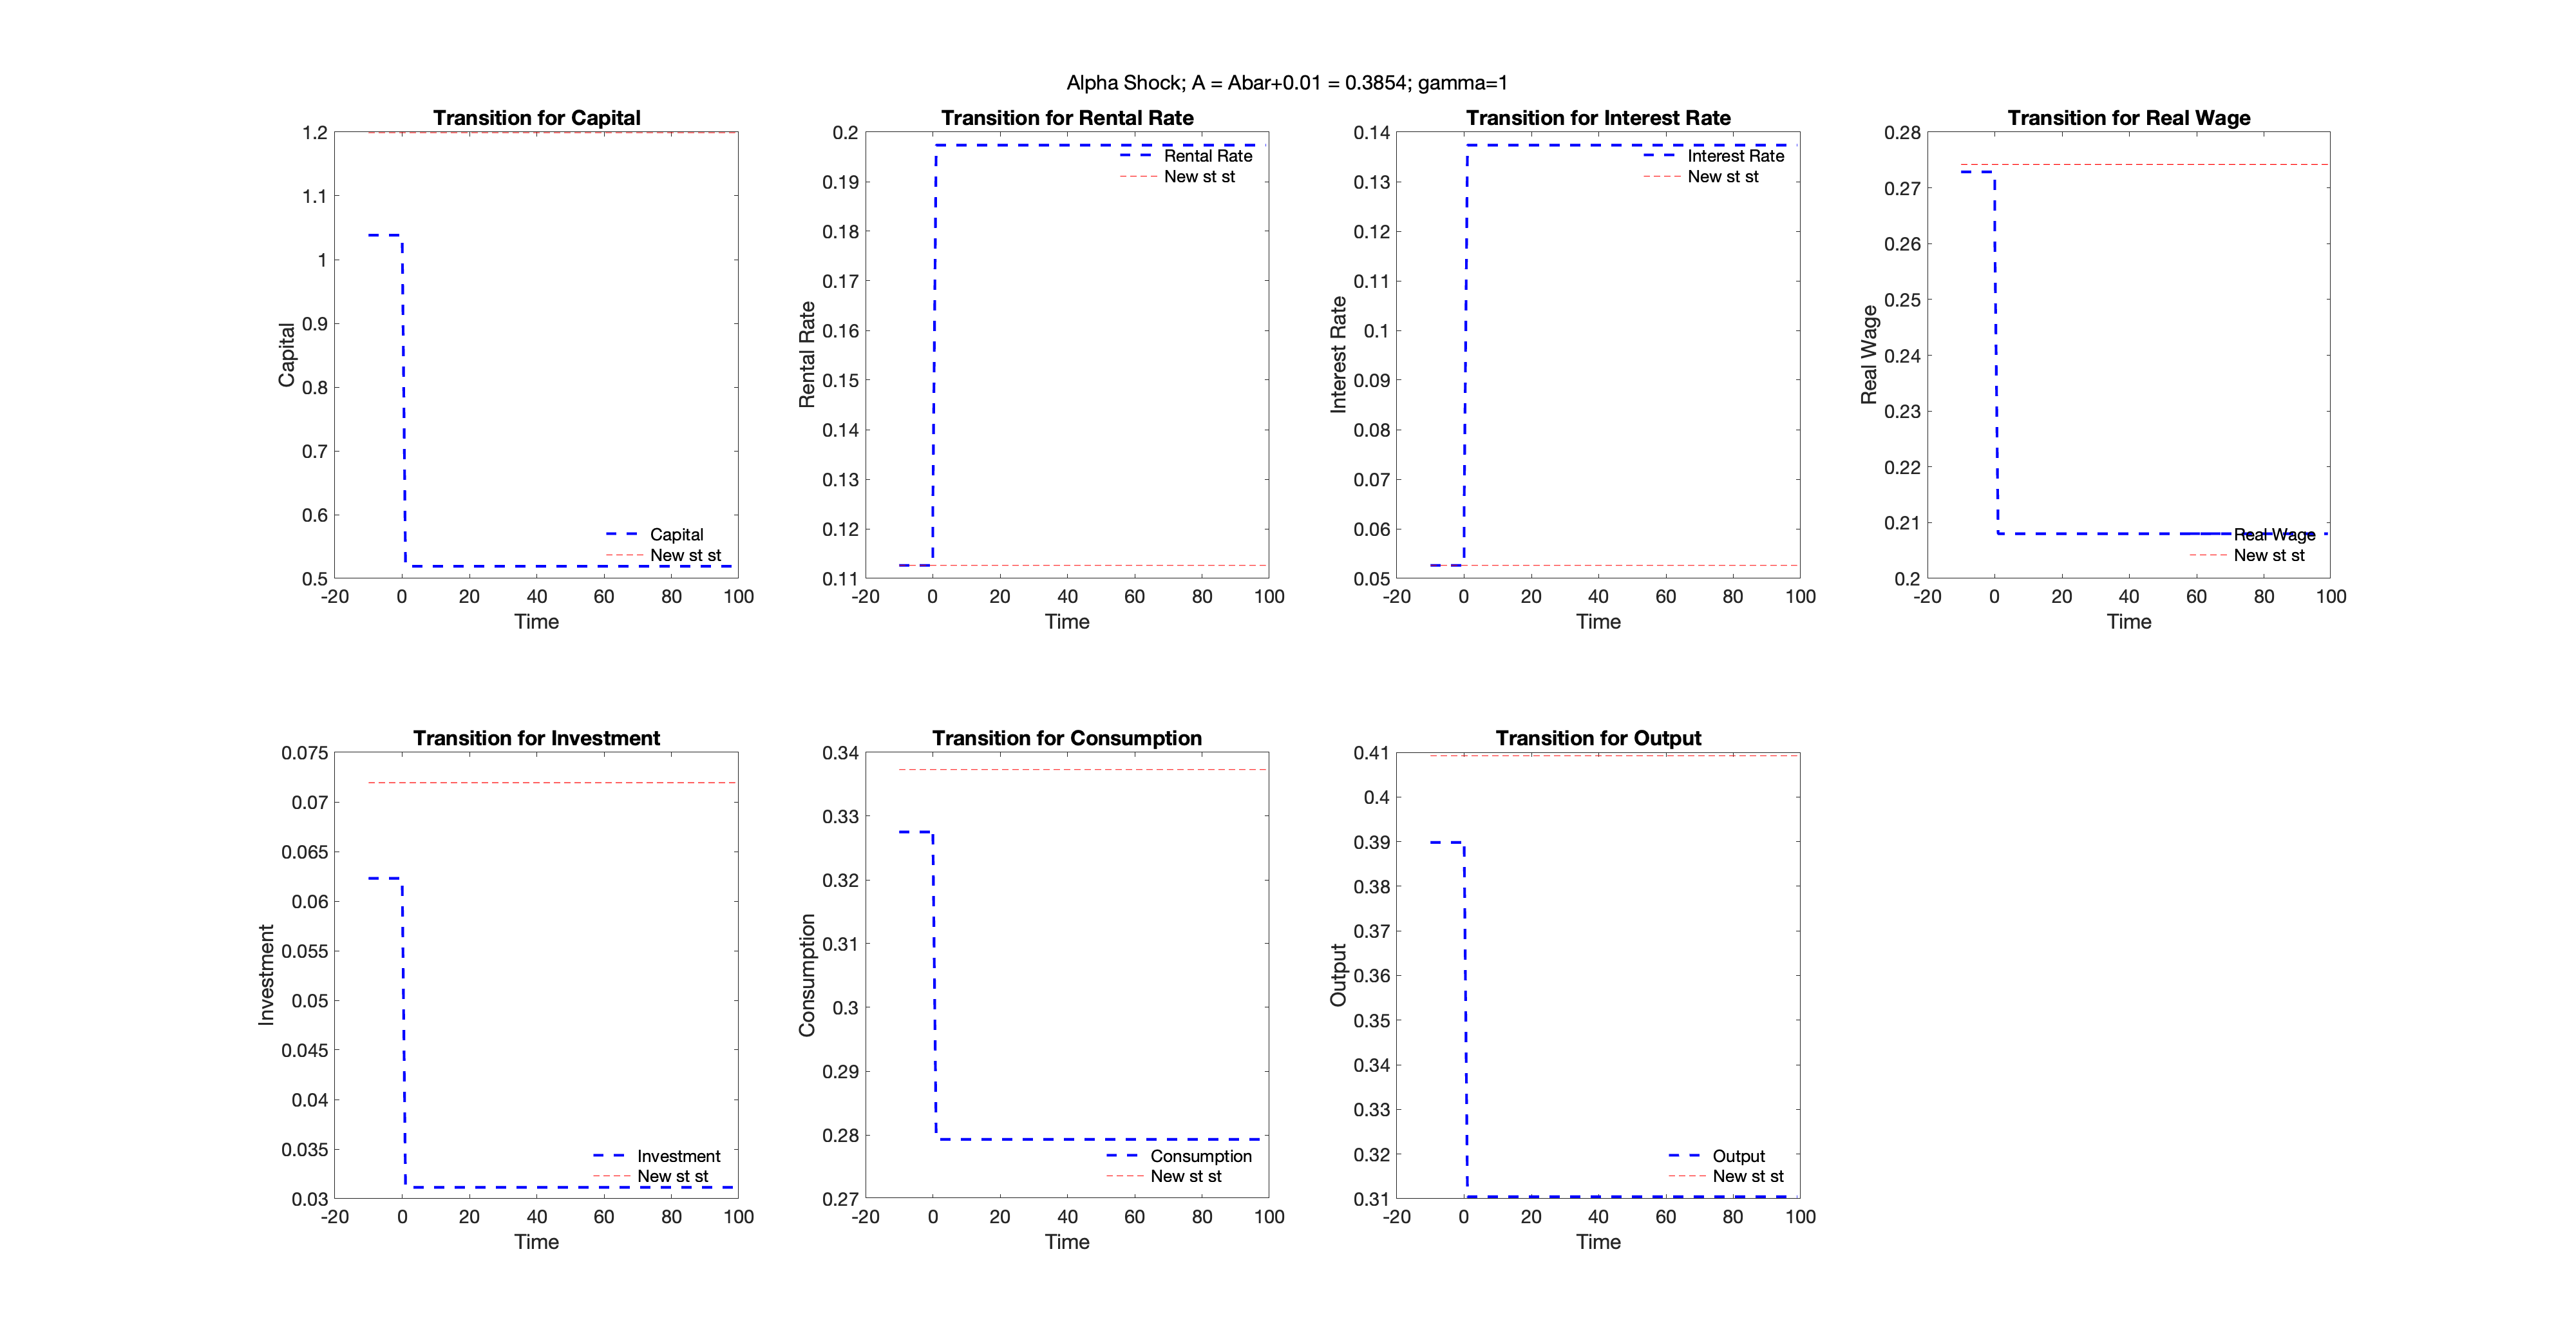 Alpha Shock; A = Abar+0.01 = 0.3854; gamma=1
Transition for Capital
1.2
1.1
1
0.9
0.8
0.7
0.6
0.5
Capital
Capital
New st st
-20 0 20 40 60 80 100
Time
Transition for Rental Rate
0.2
0.19
0.18
0.17
0.16
0.15
0.14
0.13
0.12
0.11
Rental Rate
Rental Rate
New st st
-20 0 20 40 60 80 100
Time
Transition for Interest Rate
0.14
0.13
0.12
0.11
0.1
0.09
0.08
0.07
0.06
0.05
Interest Rate
Interest Rate
New st st
-20 0 20 40 60 80 100
Time
Transition for Real Wage
0.28
0.27
0.26
0.25
0.24
0.23
0.22
0.21
0.2
Real Wage
Real Wage
New st st
-20 0 20 40 60 80 100
Time
Transition for Investment
0.075
0.07
0.065
0.06
0.055
0.05
0.045
0.04
0.035
0.03
Investment
Investment
New st st
-20 0 20 40 60 80 100
Time
Transition for Consumption
0.34
0.33
0.32
0.31
0.3
0.29
0.28
0.27
Consumption
Consumption
New st st
-20 0 20 40 60 80 100
Time
Transition for Output
0.41
0.4
0.39
0.38
0.37
0.36
0.35
0.34
0.33
0.32
0.31
Output
Output
New st st
-20 0 20 40 60 80 100
Time